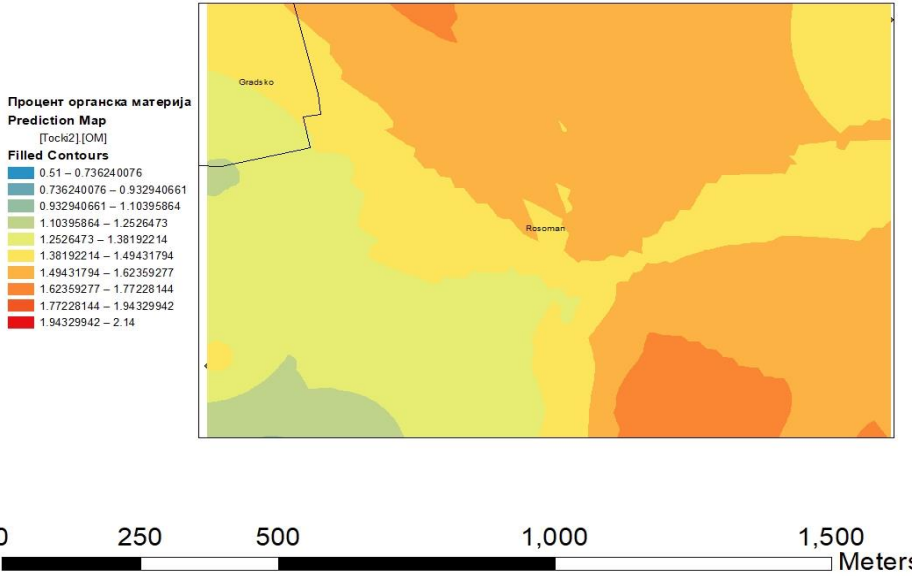 Процент органска материја
Prediction Map
[Tocki2].[OM]
Filled Contours
0.51 – 0.736240076
0.736240076 – 0.932940661
0.932940661 – 1.10395864
1.10395864 – 1.2526473
1.2526473 – 1.38192214
1.38192214 – 1.49431794
1.49431794 – 1.62359277
1.62359277 – 1.77228144
1.77228144 – 1.94329942
1.94329942 – 2.14
Gradsko
Rosoman
0 250 500 1,000 1,500
Meters